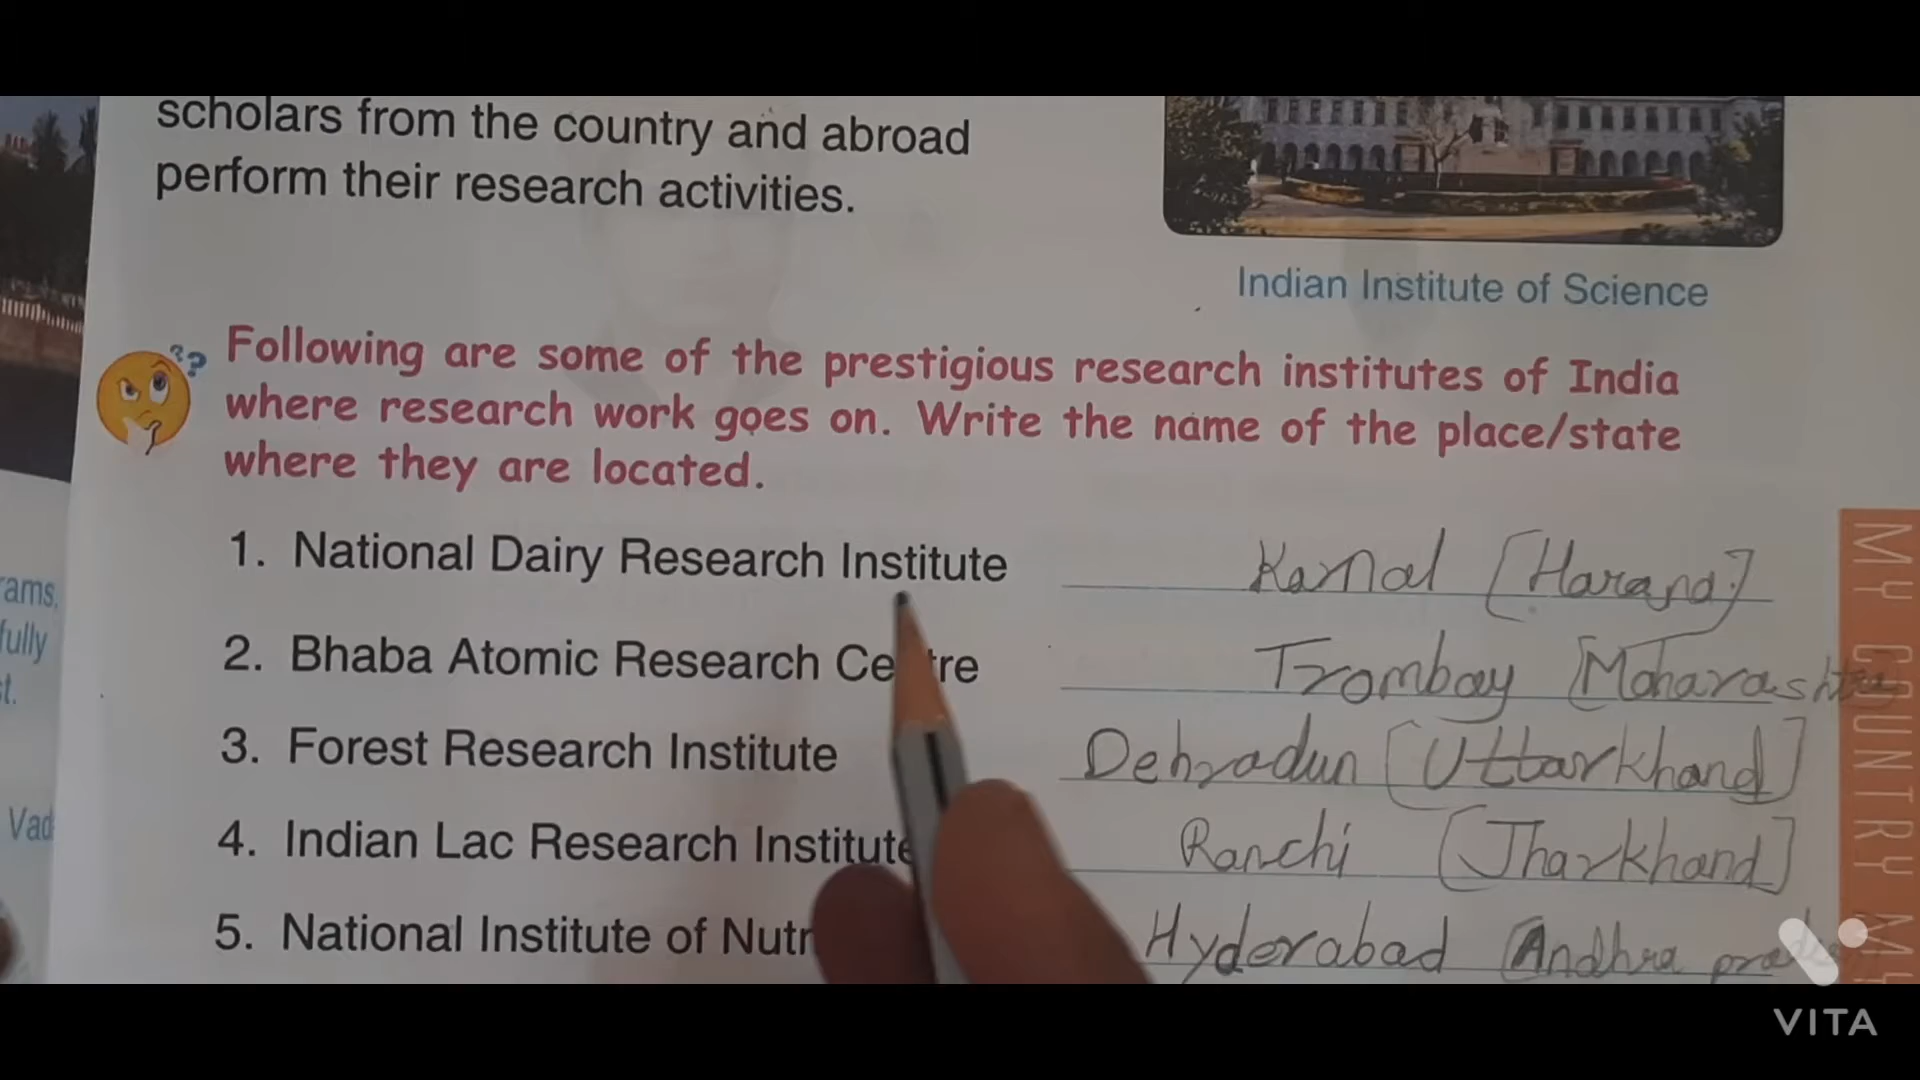 scholars from the country and abroad
perform their research activities.
Indian Institute of Science
Following are some of the prestigious research institutes of India
where research work goes on. Write the name of the place/state
where they are located.
1. National Dairy Research Institute Karnal [Harana]
2. Bhaba Atomic Research Centre Trombay [Maharashtra
3. Forest Research Institute Dehradun [Uttarkhand]
4. Indian Lac Research Institute Ranchi [Jharkhand]
5. National Institute of Nutr Hyderabad [Andhra
rams,
fully
st.
Vad
MY COUNTRY MY
VITA